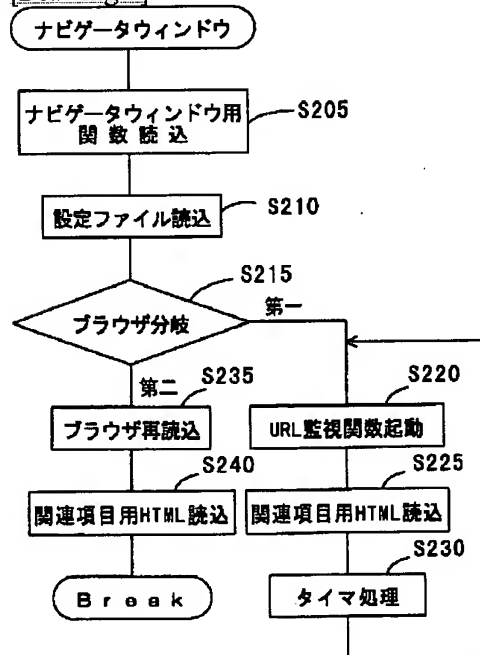 ナビゲータウィンドウ
ナビゲータウィンドウ用
関数読込
S205
設定ファイル読込
S210
S215
ブラウザ分岐
第一
第二
S235
ブラウザ再読込
S240
関連項目用HTML読込
Break
S220
URL監視関数起動
S225
関連項目用HTML読込
S230
タイマ処理